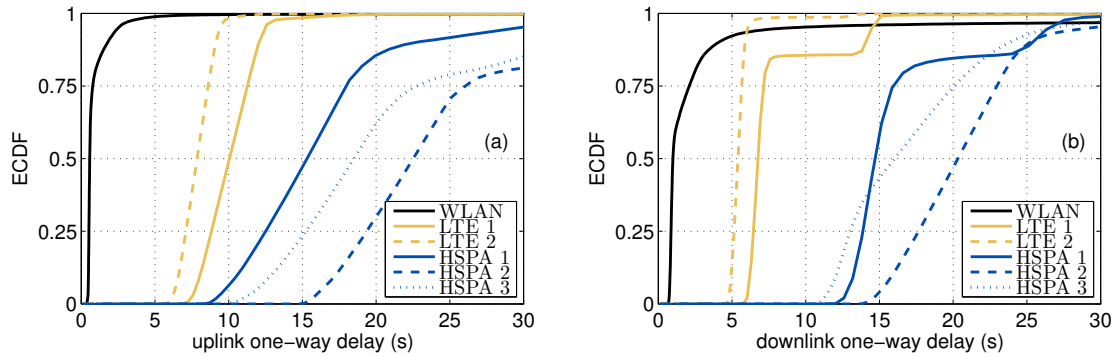 1
0.75
0.5
0.25
0
ECDF
(a)
WLAN
LTE 1
LTE 2
HSPA 1
HSPA 2
HSPA 3
0 5 10 15 20 25 30
uplink one−way delay (s)
1
0.75
0.5
0.25
0
ECDF
(b)
WLAN
LTE 1
LTE 2
HSPA 1
HSPA 2
HSPA 3
0 5 10 15 20 25 30
downlink one−way delay (s)